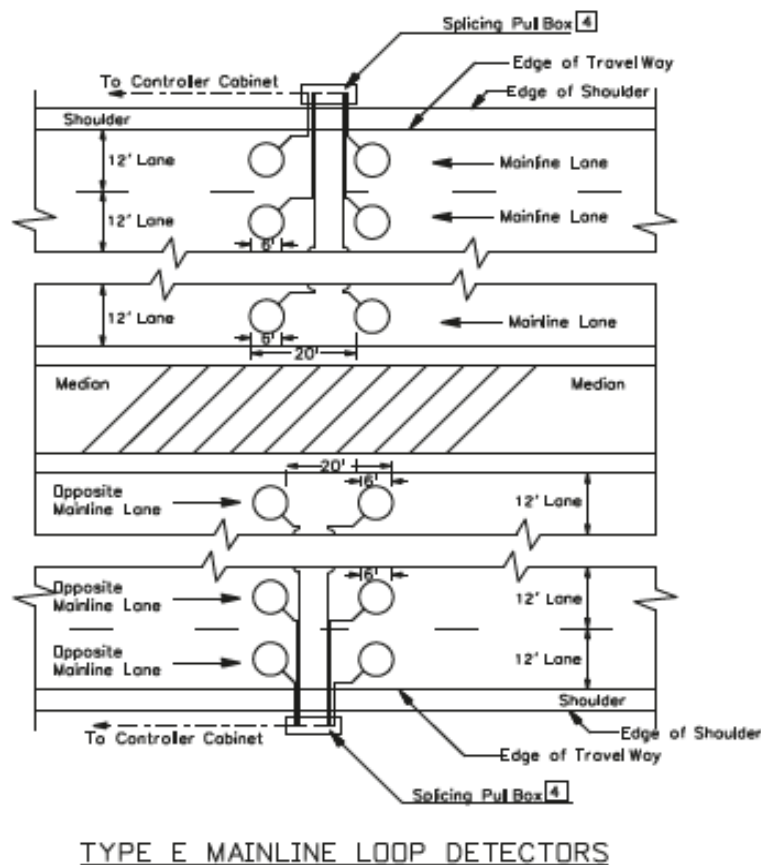 Splicing Pull Box 4
To Controller Cabinet
Edge of Travel Way
Edge of Shoulder
Shoulder
12' Lane
Mainline Lane
12' Lane
Mainline Lane
6'
12' Lane
Mainline Lane
6'
20'
Median
Median
20'
6'
Opposite
Mainline Lane
12' Lane
6'
Opposite
Mainline Lane
12' Lane
Opposite
Mainline Lane
12' Lane
Shoulder
To Controller Cabinet
Edge of Shoulder
Edge of Travel Way
Splicing Pull Box 4
TYPE E MAINLINE LOOP DETECTORS